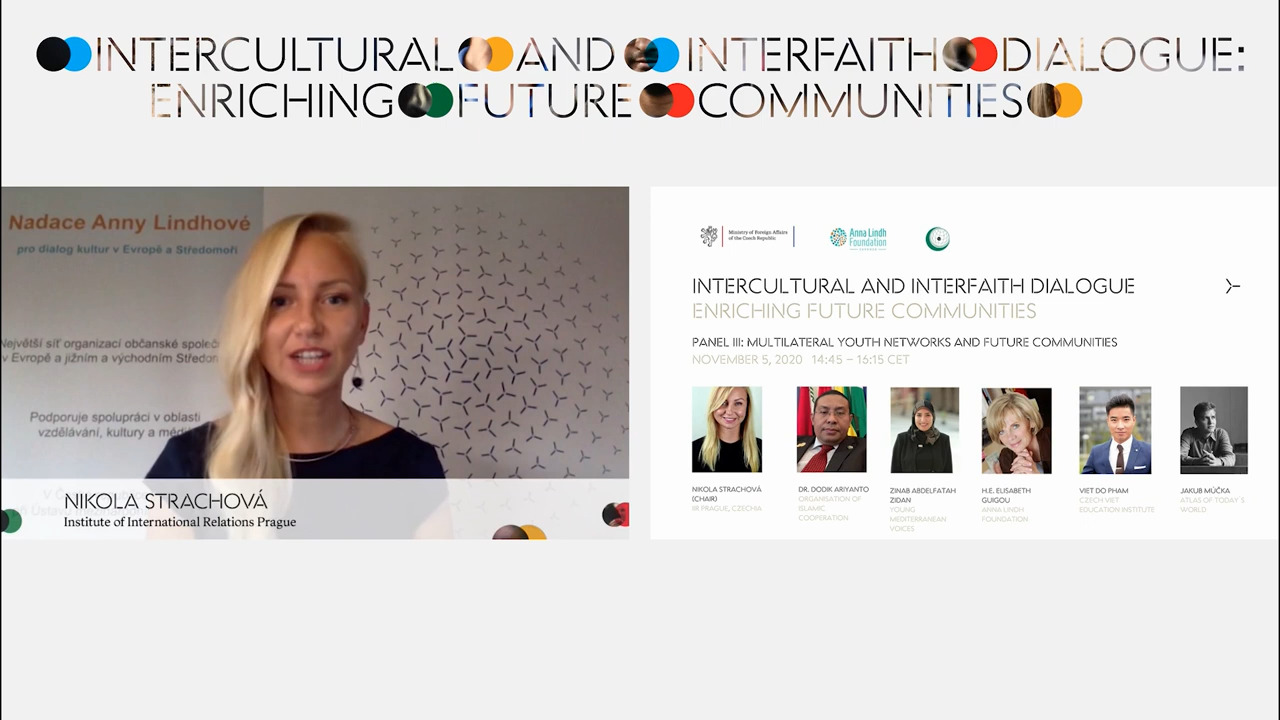 INTERCULTURAL AND INTERFAITH DIALOGUE:
ENRICHING FUTURE COMMUNITIES
Nadace Anny Lindhové
pro dialog kultur v Evropě a Středomoří
Největší síť organizací občanské
v Evropě a jižním a východním
Podporuje spolupráci v oblasti
vzdělávání, kultury a
NIKOLA STRACHOVÁ
Institute of International Relations Prague
Ministry of Foreign Affairs
of the Czech Republic
Anna Lindh
Foundation
INTERCULTURAL AND INTERFAITH DIALOGUE
ENRICHING FUTURE COMMUNITIES
PANEL III: MULTILATERAL YOUTH NETWORKS AND FUTURE COMMUNITIES
NOVEMBER 5, 2020 14:45 – 16:15 CET
NIKOLA STRACHOVÁ
(CHAIR)
IIR PRAGUE, CZECHIA
DR. DODIK ARIYANTO
ORGANISATION OF
ISLAMIC
COOPERATION
ZINAB ABDELFATAH
ZIDAN
YOUNG
MEDITERRANEAN
VOICES
H.E. ELISABETH
GUIGOU
ANNA LINDH
FOUNDATION
VIET DO PHAM
CZECH VIET
EDUCATION INSTITUTE
JAKUB MÚČKA
ATLAS OF TODAY´S
WORLD